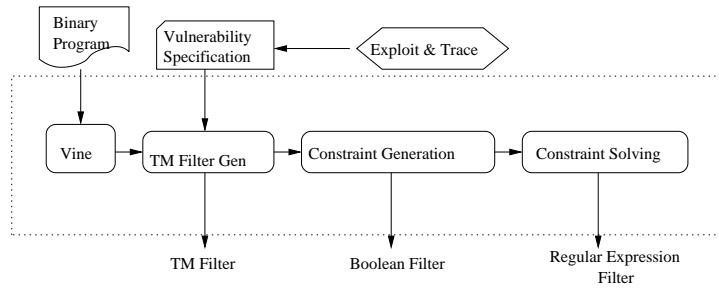 Binary
Program
Vulnerability
Specification
Exploit & Trace
Vine
TM Filter Gen
Constraint Generation
Constraint Solving
TM Filter
Boolean Filter
Regular Expression
Filter